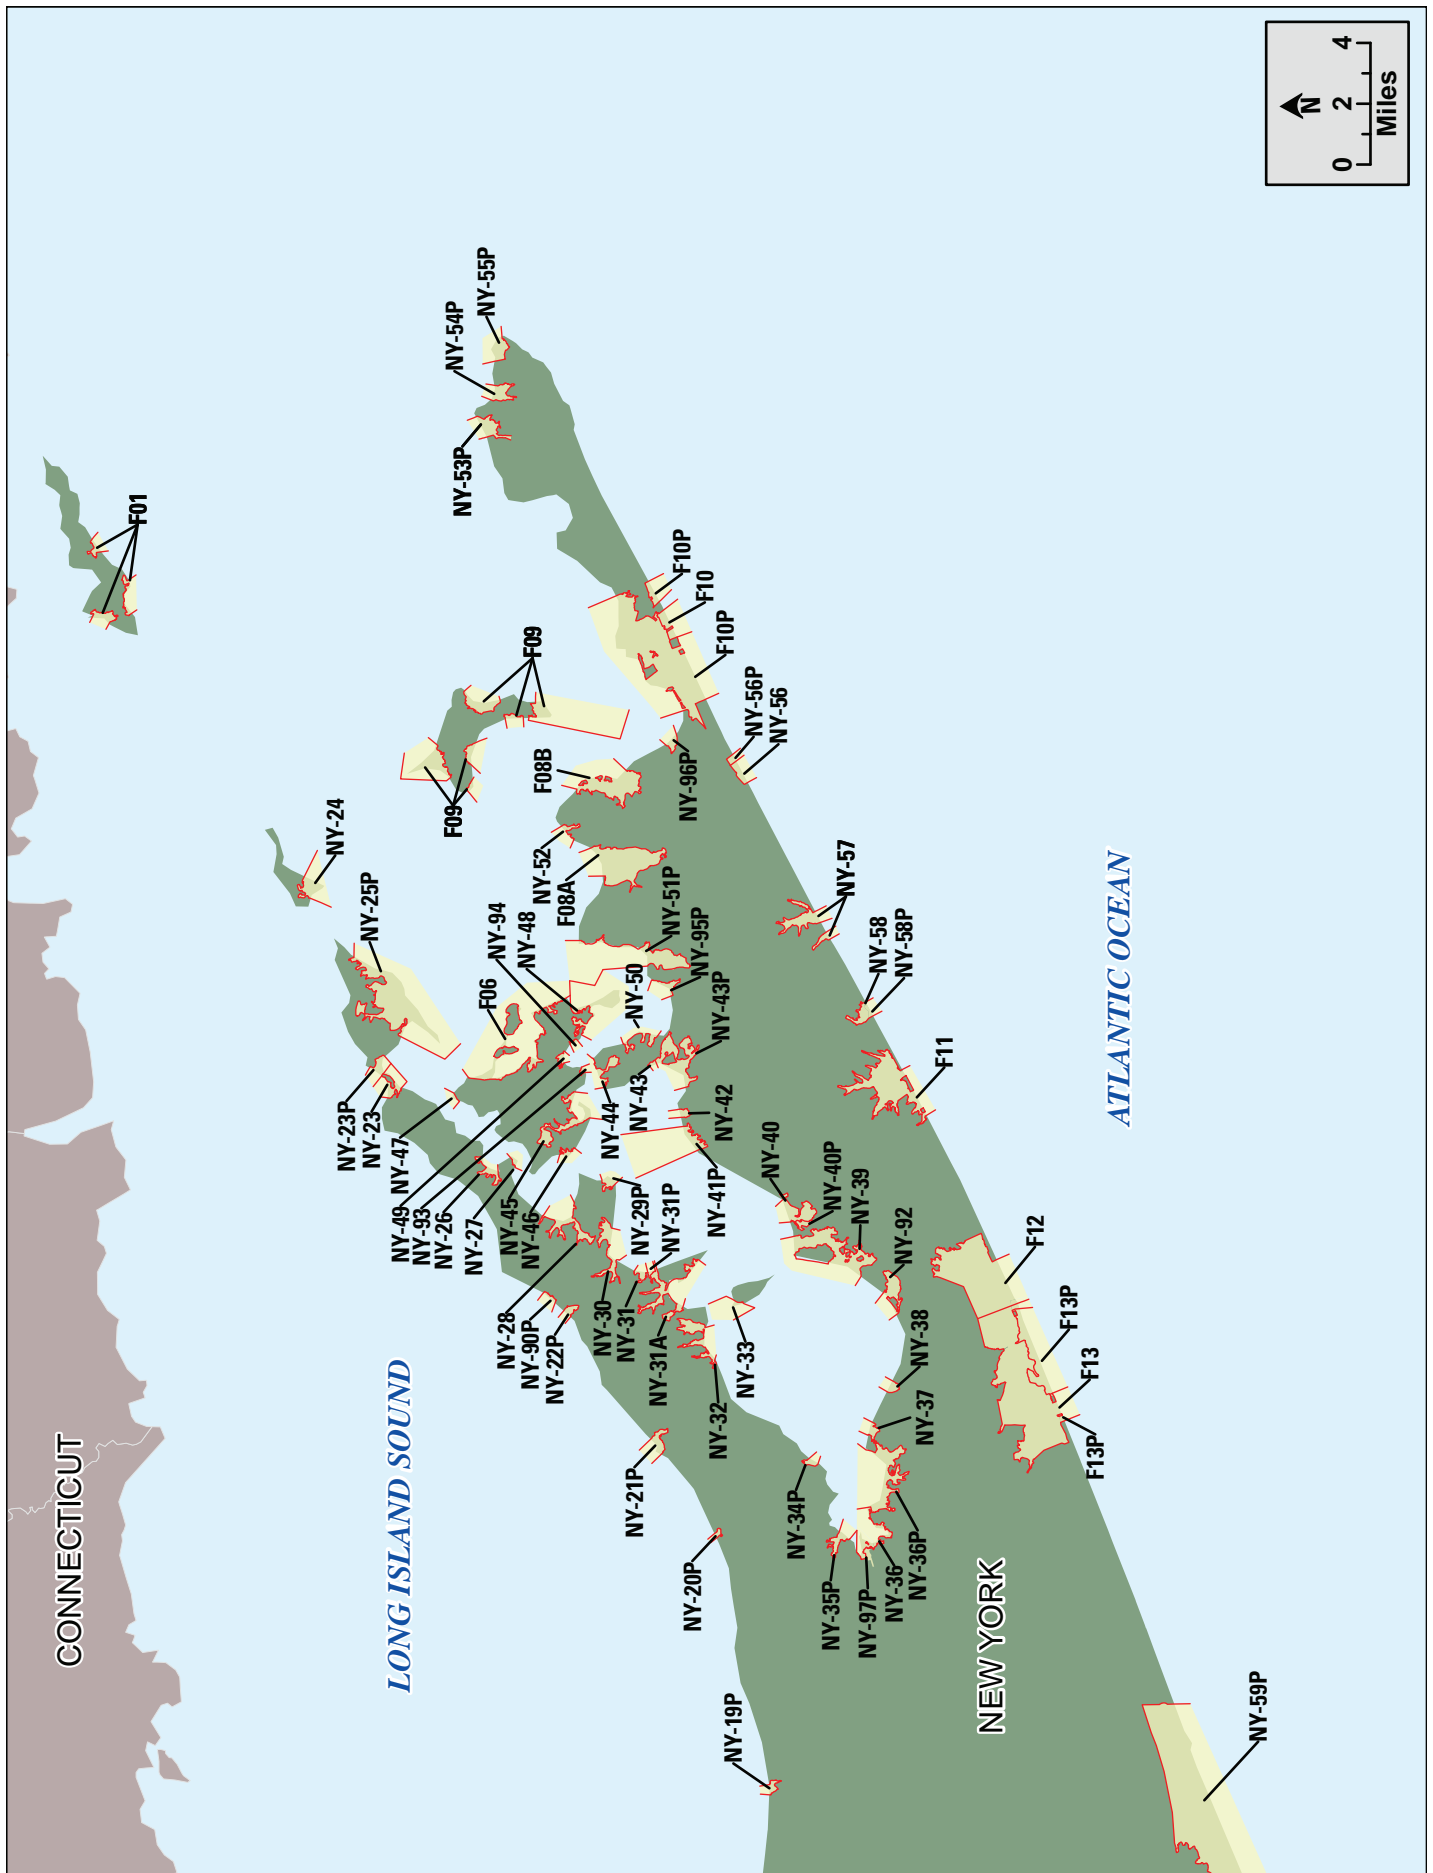 CONNECTICUT
LONG ISLAND SOUND
ATLANTIC OCEAN
NEW YORK
F01
NY-55P
NY-54P
NY-53P
F10P
F10
F10P
F09
F09
NY-56P
NY-56
NY-96P
F08B
NY-24
NY-52
F08A
NY-57
NY-25P
NY-51P
NY-95P
NY-94
NY-48
NY-50
NY-58
NY-58P
F06
NY-43P
F11
NY-23P
NY-23
NY-47
NY-49
NY-93
NY-26
NY-27
NY-45
NY-46
NY-44
NY-43
NY-42
NY-41P
NY-40
NY-40P
NY-39
NY-92
NY-29P
NY-31P
NY-28
NY-90P
NY-22P
NY-30
NY-31
NY-31A
NY-33
NY-32
NY-38
NY-37
F12
F13P
F13
F13P
NY-21P
NY-20P
NY-34P
NY-35P
NY-97P
NY-36
NY-36P
NY-19P
NY-59P
N
0 2 4
Miles